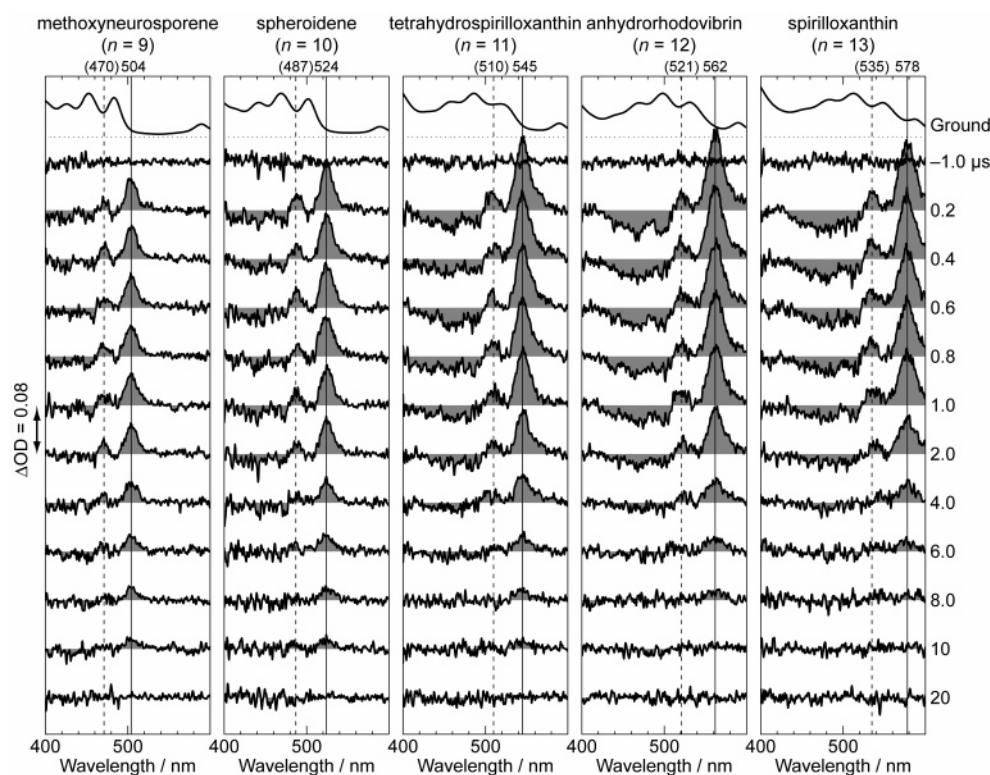 methoxyneurosporene spheroidene tetrahydrospirilloxanthin anhydrorhodovibrin spirilloxanthin
(n = 9) (n = 10) (n = 11) (n = 12) (n = 13)
(470) 504 (487) 524 (510) 545 (521) 562 (535) 578
Ground
–1.0 μs
0.2
0.4
0.6
0.8
1.0
ΔOD = 0.08
2.0
4.0
6.0
8.0
10
20
400 500 400 500 400 500 400 500 400 500
Wavelength / nm Wavelength / nm Wavelength / nm Wavelength / nm Wavelength / nm